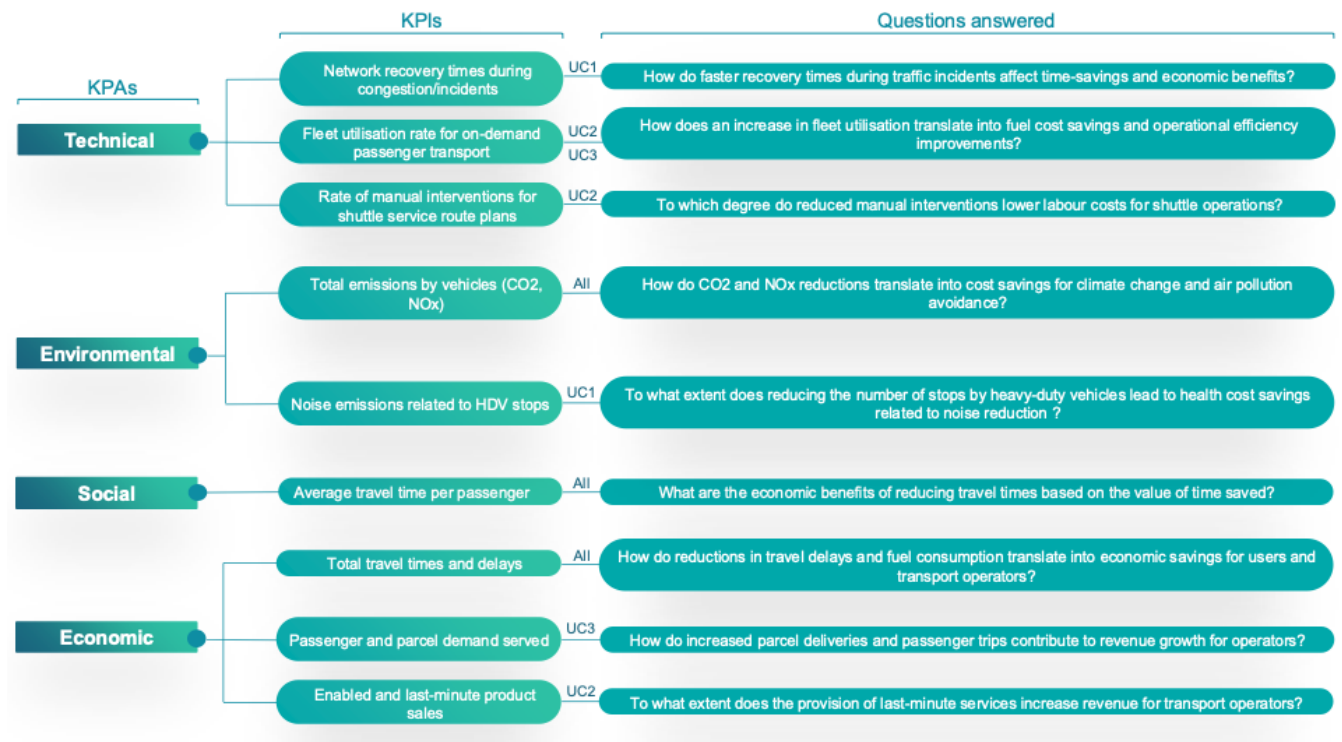 KPIs
Questions answered
KPAs
Technical
Network recovery times during
congestion/incidents
UC1
How do faster recovery times during traffic incidents affect time-savings and economic benefits?
Fleet utilisation rate for on-demand
passenger transport
UC2
UC3
How does an increase in fleet utilisation translate into fuel cost savings and operational efficiency
improvements?
Rate of manual interventions for
shuttle service route plans
UC2
To which degree do reduced manual interventions lower labour costs for shuttle operations?
Environmental
Total emissions by vehicles (CO2,
NOx)
All
How do CO2 and NOx reductions translate into cost savings for climate change and air pollution
avoidance?
Noise emissions related to HDV stops
UC1
To what extent does reducing the number of stops by heavy-duty vehicles lead to health cost savings
related to noise reduction ?
Social
Average travel time per passenger
All
What are the economic benefits of reducing travel times based on the value of time saved?
Economic
Total travel times and delays
All
How do reductions in travel delays and fuel consumption translate into economic savings for users and
transport operators?
Passenger and parcel demand served
UC3
How do increased parcel deliveries and passenger trips contribute to revenue growth for operators?
Enabled and last-minute product
sales
UC2
To what extent does the provision of last-minute services increase revenue for transport operators?